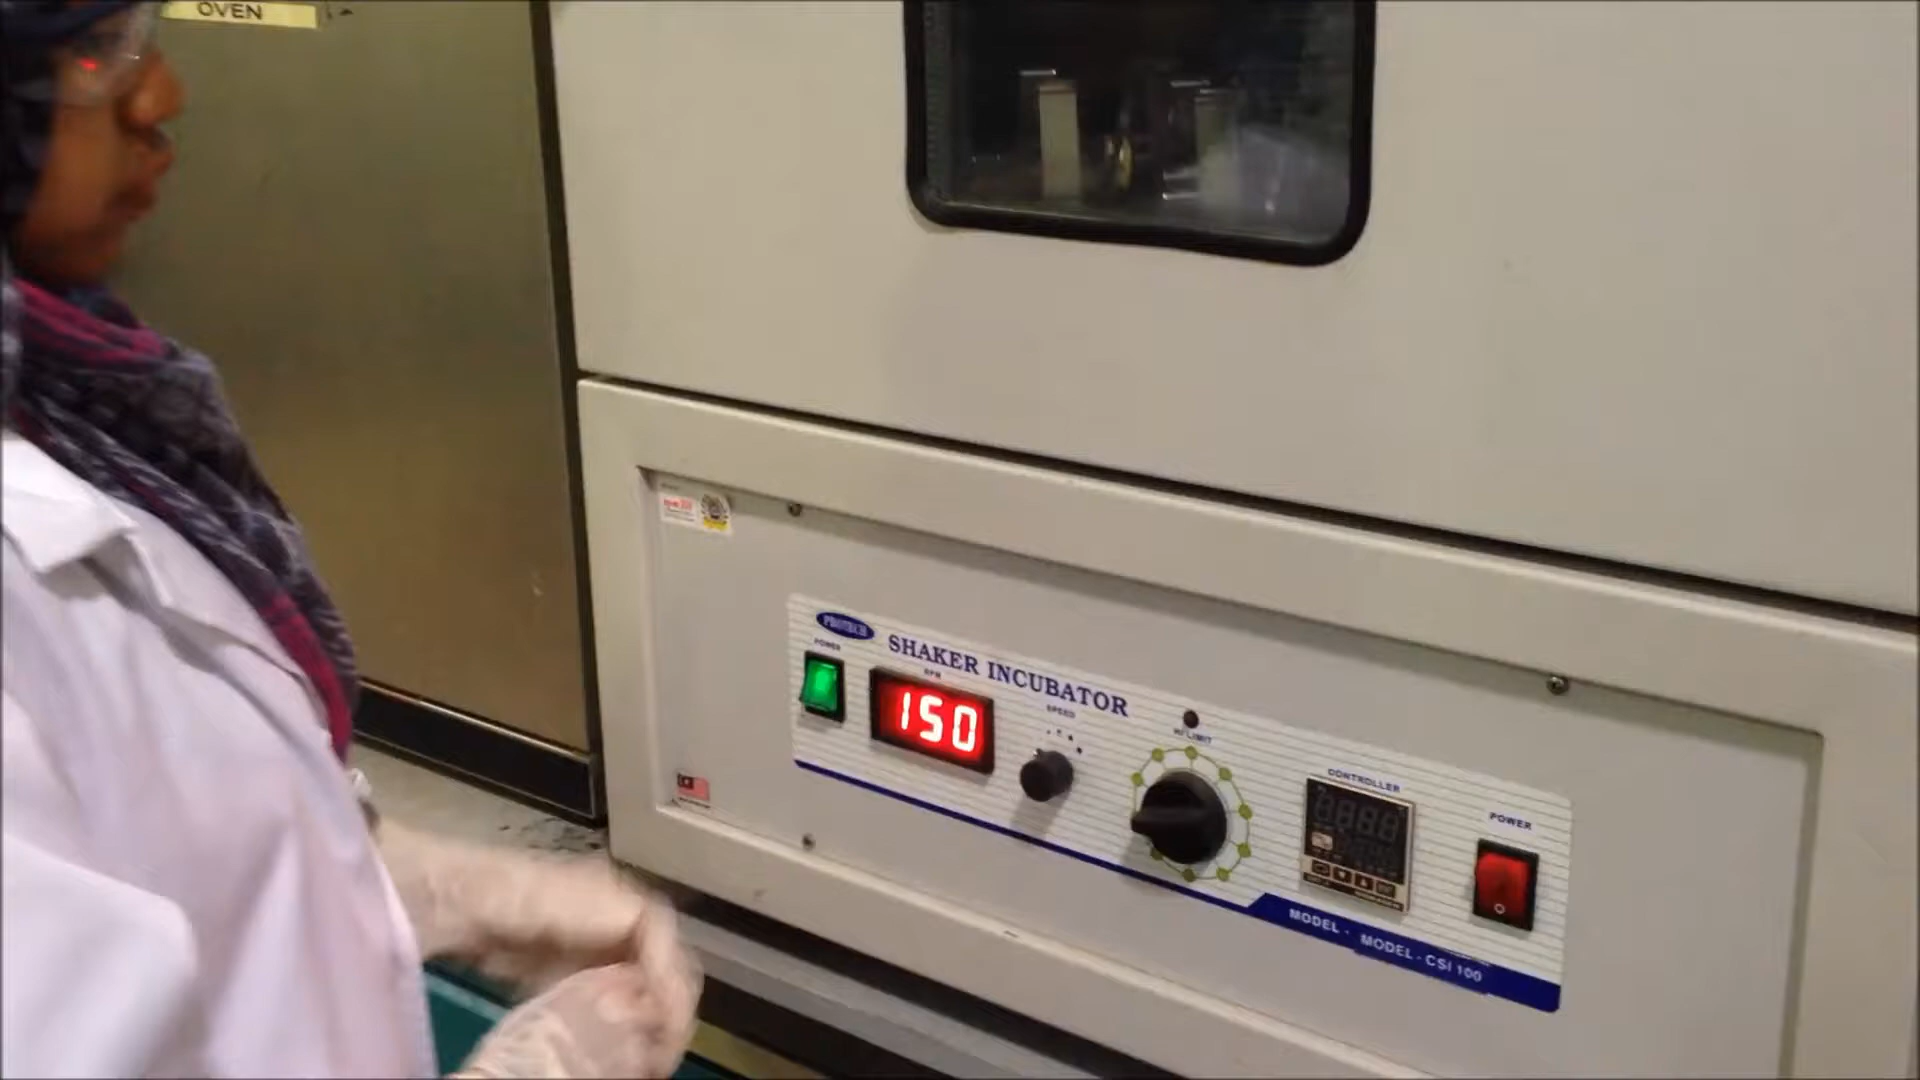 OVEN
PROTECH
SHAKER INCUBATOR
POWER
RPM
150
SPEED
HI LIMIT
CONTROLLER
POWER
MODEL - MODEL - CSI 100